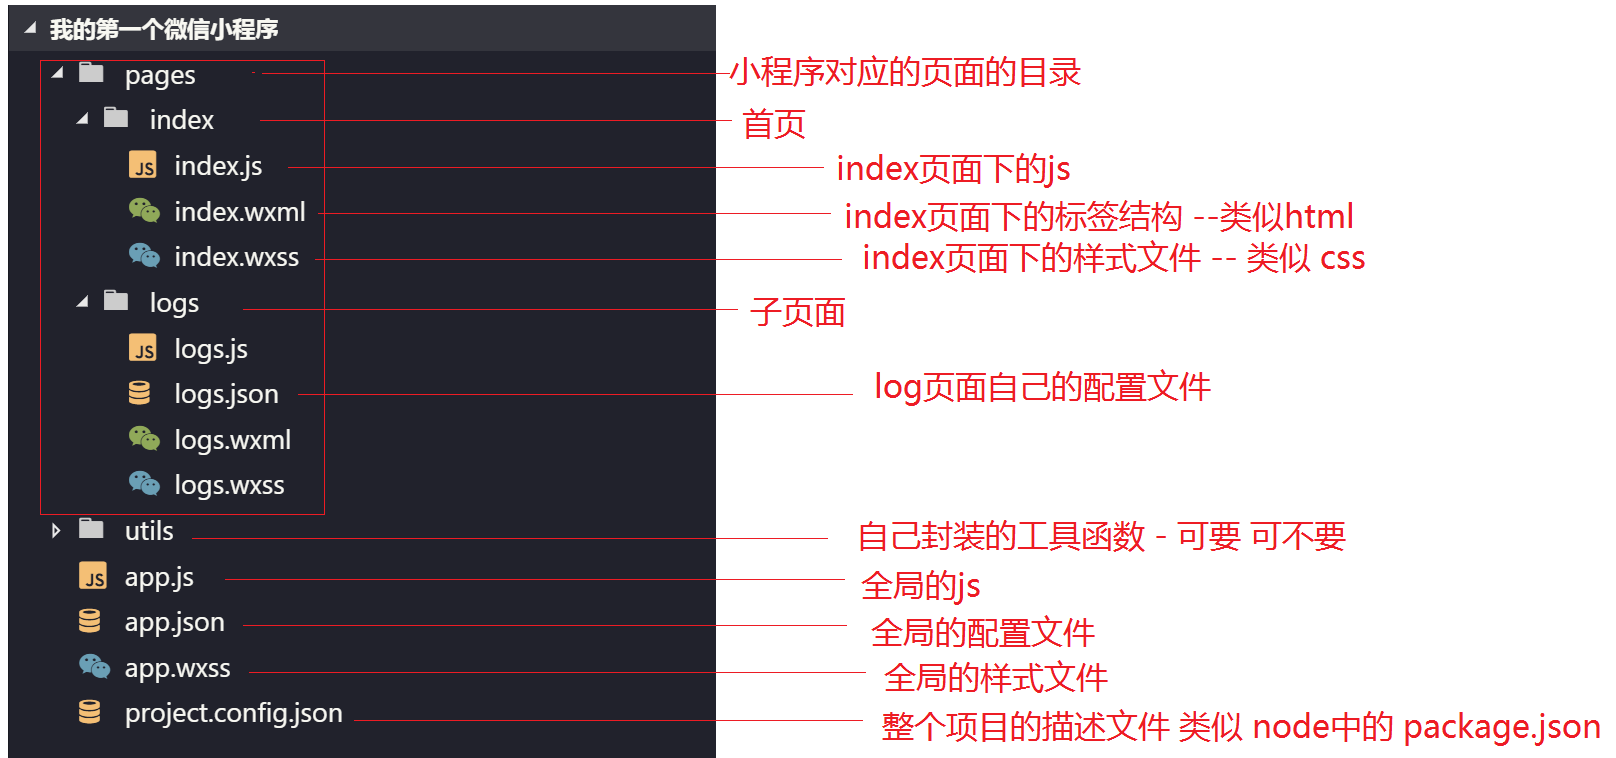 我的第一个微信小程序
pages 小程序对应的页面的目录
index 首页
index.js index页面下的js
index.wxml index页面下的标签结构 --类似html
index.wxss index页面下的样式文件 -- 类似 css
logs 子页面
logs.js
logs.json log页面自己的配置文件
logs.wxml
logs.wxss
utils 自己封装的工具函数 - 可要 可不要
app.js 全局的js
app.json 全局的配置文件
app.wxss 全局的样式文件
project.config.json 整个项目的描述文件 类似 node中的 package.json